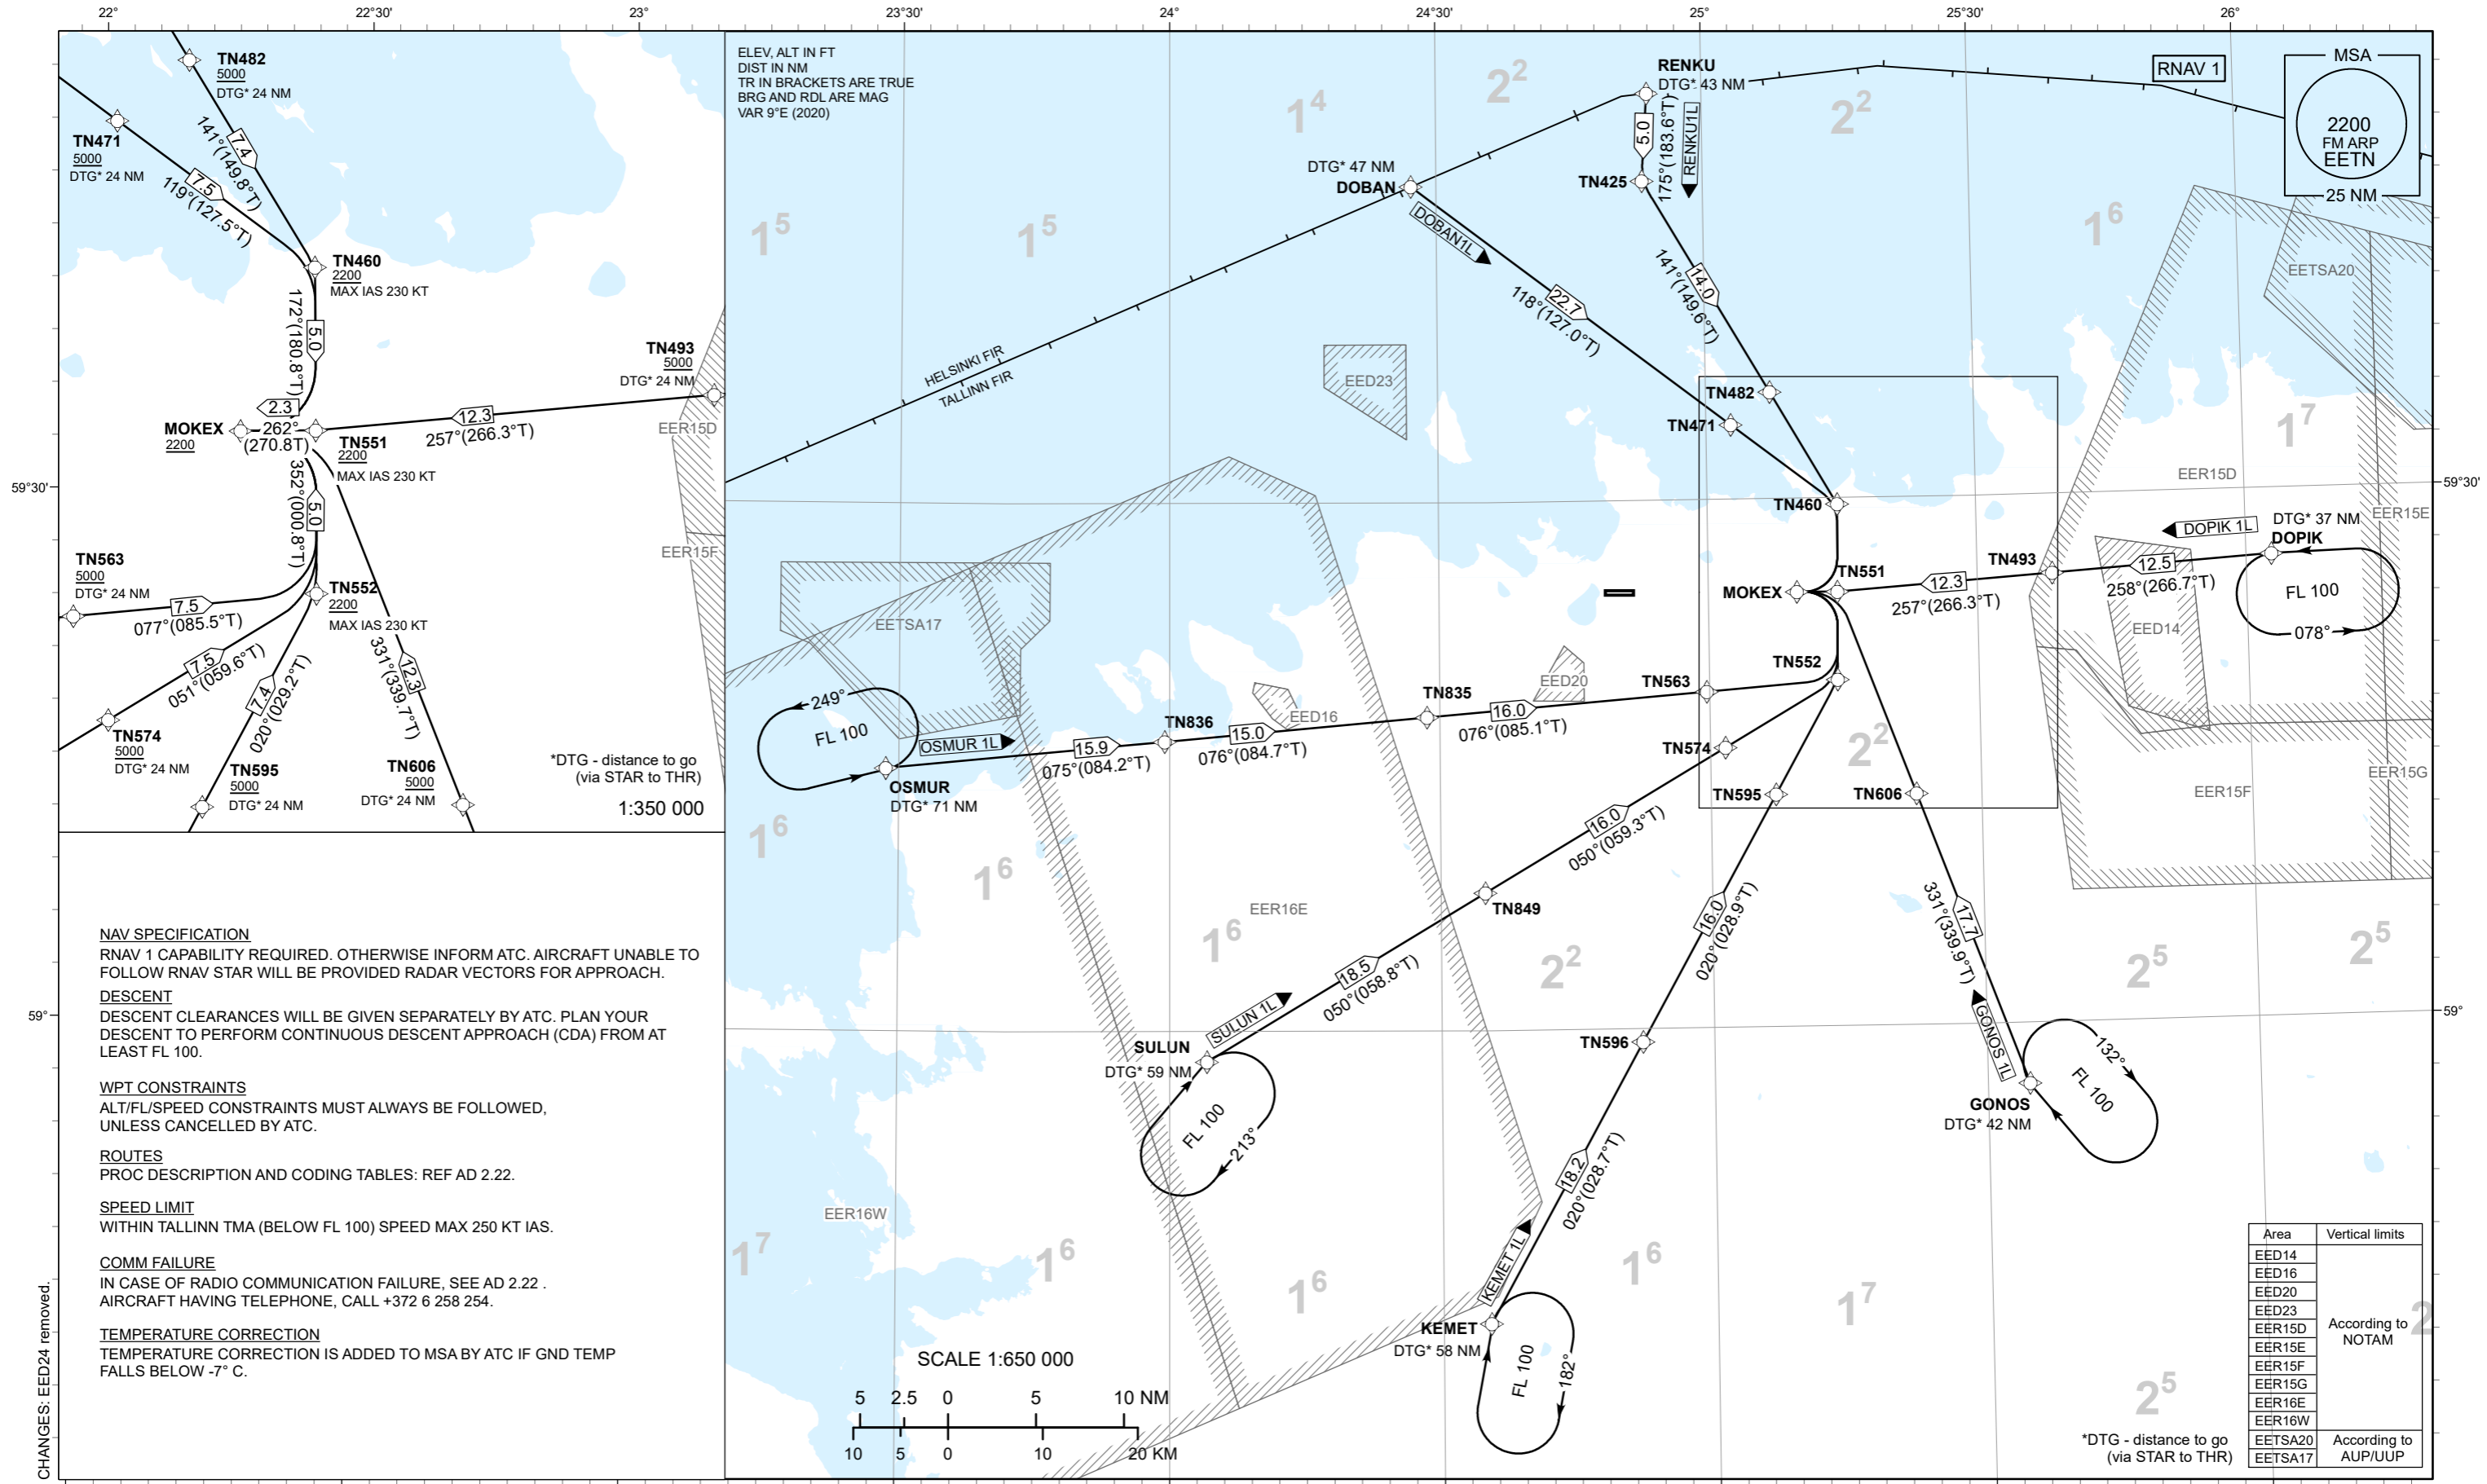 22°
22°30'
23°
23°30'
24°
24°30'
25°
25°30'
26°
TN482
5000
DTG* 24 NM
TN471
5000
DTG* 24 NM
7.4
141°(149.8°T)
7.5
119°(127.5°T)
TN460
2200
MAX IAS 230 KT
172°(180.8°T)
5.0
TN493
5000
DTG* 24 NM
2.3
MOKEX
2200
262°
(270.8T)
TN551
2200
MAX IAS 230 KT
12.3
257°(266.3°T)
EER15D
352°(000.8°T)
5.0
EER15F
TN563
5000
DTG* 24 NM
7.5
077°(085.5°T)
TN552
2200
MAX IAS 230 KT
7.5
051°(059.6°T)
7.4
020°(029.2°T)
12.3
331°(339.7°T)
TN574
5000
DTG* 24 NM
TN595
5000
DTG* 24 NM
TN606
5000
DTG* 24 NM
*DTG - distance to go
(via STAR to THR)
1:350 000
59°30'
59°
NAV SPECIFICATION
RNAV 1 CAPABILITY REQUIRED. OTHERWISE INFORM ATC. AIRCRAFT UNABLE TO
FOLLOW RNAV STAR WILL BE PROVIDED RADAR VECTORS FOR APPROACH.
DESCENT
DESCENT CLEARANCES WILL BE GIVEN SEPARATELY BY ATC. PLAN YOUR
DESCENT TO PERFORM CONTINUOUS DESCENT APPROACH (CDA) FROM AT
LEAST FL 100.
WPT CONSTRAINTS
ALT/FL/SPEED CONSTRAINTS MUST ALWAYS BE FOLLOWED,
UNLESS CANCELLED BY ATC.
ROUTES
PROC DESCRIPTION AND CODING TABLES: REF AD 2.22.
SPEED LIMIT
WITHIN TALLINN TMA (BELOW FL 100) SPEED MAX 250 KT IAS.
COMM FAILURE
IN CASE OF RADIO COMMUNICATION FAILURE, SEE AD 2.22 .
AIRCRAFT HAVING TELEPHONE, CALL +372 6 258 254.
TEMPERATURE CORRECTION
TEMPERATURE CORRECTION IS ADDED TO MSA BY ATC IF GND TEMP
FALLS BELOW -7° C.
CHANGES: EED24 removed.
ELEV, ALT IN FT
DIST IN NM
TR IN BRACKETS ARE TRUE
BRG AND RDL ARE MAG
VAR 9°E (2020)
RENKU
DTG* 43 NM
5.0
175°(183.6°T)
RENKU1L
TN425
DTG* 47 NM
DOBAN
DOBAN1L
22.7
118°(127.0°T)
14.0
141°(149.6°T)
HELSINKI FIR
TALLINN FIR
RNAV 1
MSA
2200
FM ARP
EETN
25 NM
1⁴
2²
2²
1⁵
1⁵
1⁶
1⁷
EETSA20
EED23
TN482
TN471
TN460
EER15D
EER15E
DOPIK 1L
DTG* 37 NM
DOPIK
TN493
12.5
258°(266.7°T)
FL 100
078°
TN551
12.3
257°(266.3°T)
MOKEX
EED14
TN552
59°30'
EETSA17
249°
FL 100
OSMUR 1L
OSMUR
DTG* 71 NM
15.9
075°(084.2°T)
TN836
15.0
076°(084.7°T)
EED16
TN835
16.0
076°(085.1°T)
EED20
TN563
TN574
2²
TN595
TN606
EER15F
EER15G
1⁶
1⁶
EER16E
1⁶
16.0
050°(059.3°T)
TN849
2²
16.0
020°(028.9°T)
17.7
331°(339.9°T)
2⁵
2⁵
18.5
050°(058.8°T)
SULUN 1L
SULUN
DTG* 59 NM
FL 100
213°
TN596
GONOS 1L
GONOS
DTG* 42 NM
132°
FL 100
59°
EER16W
18.2
020°(028.7°T)
KEMET 1L
KEMET
DTG* 58 NM
FL 100
182°
1⁷
1⁶
1⁶
1⁶
1⁷
2⁵
2
SCALE 1:650 000
5 2.5 0 5 10 NM
10 5 0 10 20 KM
*DTG - distance to go
(via STAR to THR)
Area Vertical limits
EED14
EED16
EED20
EED23
EER15D
EER15E
EER15F
EER15G
EER16E
EER16W
According to
NOTAM
EETSA20
EETSA17
According to
AUP/UUP